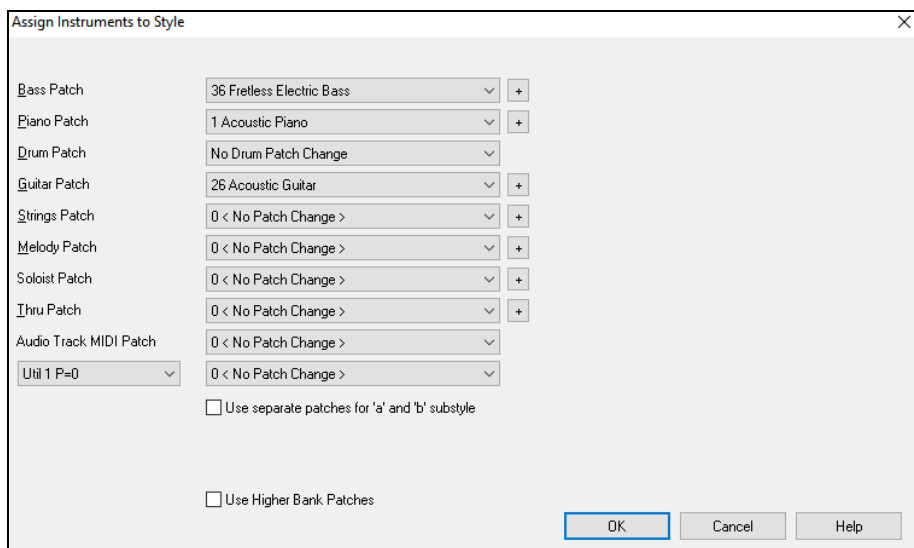 Assign Instruments to Style
Bass Patch 36 Fretless Electric Bass +
Piano Patch 1 Acoustic Piano +
Drum Patch No Drum Patch Change
Guitar Patch 26 Acoustic Guitar +
Strings Patch 0 < No Patch Change > +
Melody Patch 0 < No Patch Change > +
Soloist Patch 0 < No Patch Change > +
Thru Patch 0 < No Patch Change > +
Audio Track MIDI Patch 0 < No Patch Change >
Util 1 P=0 0 < No Patch Change >
Use separate patches for 'a' and 'b' substyle
Use Higher Bank Patches
OK Cancel Help